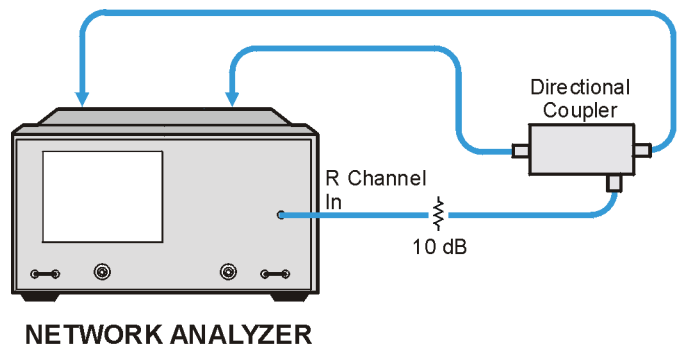 Directional
Coupler
R Channel
In
10 dB
NETWORK ANALYZER